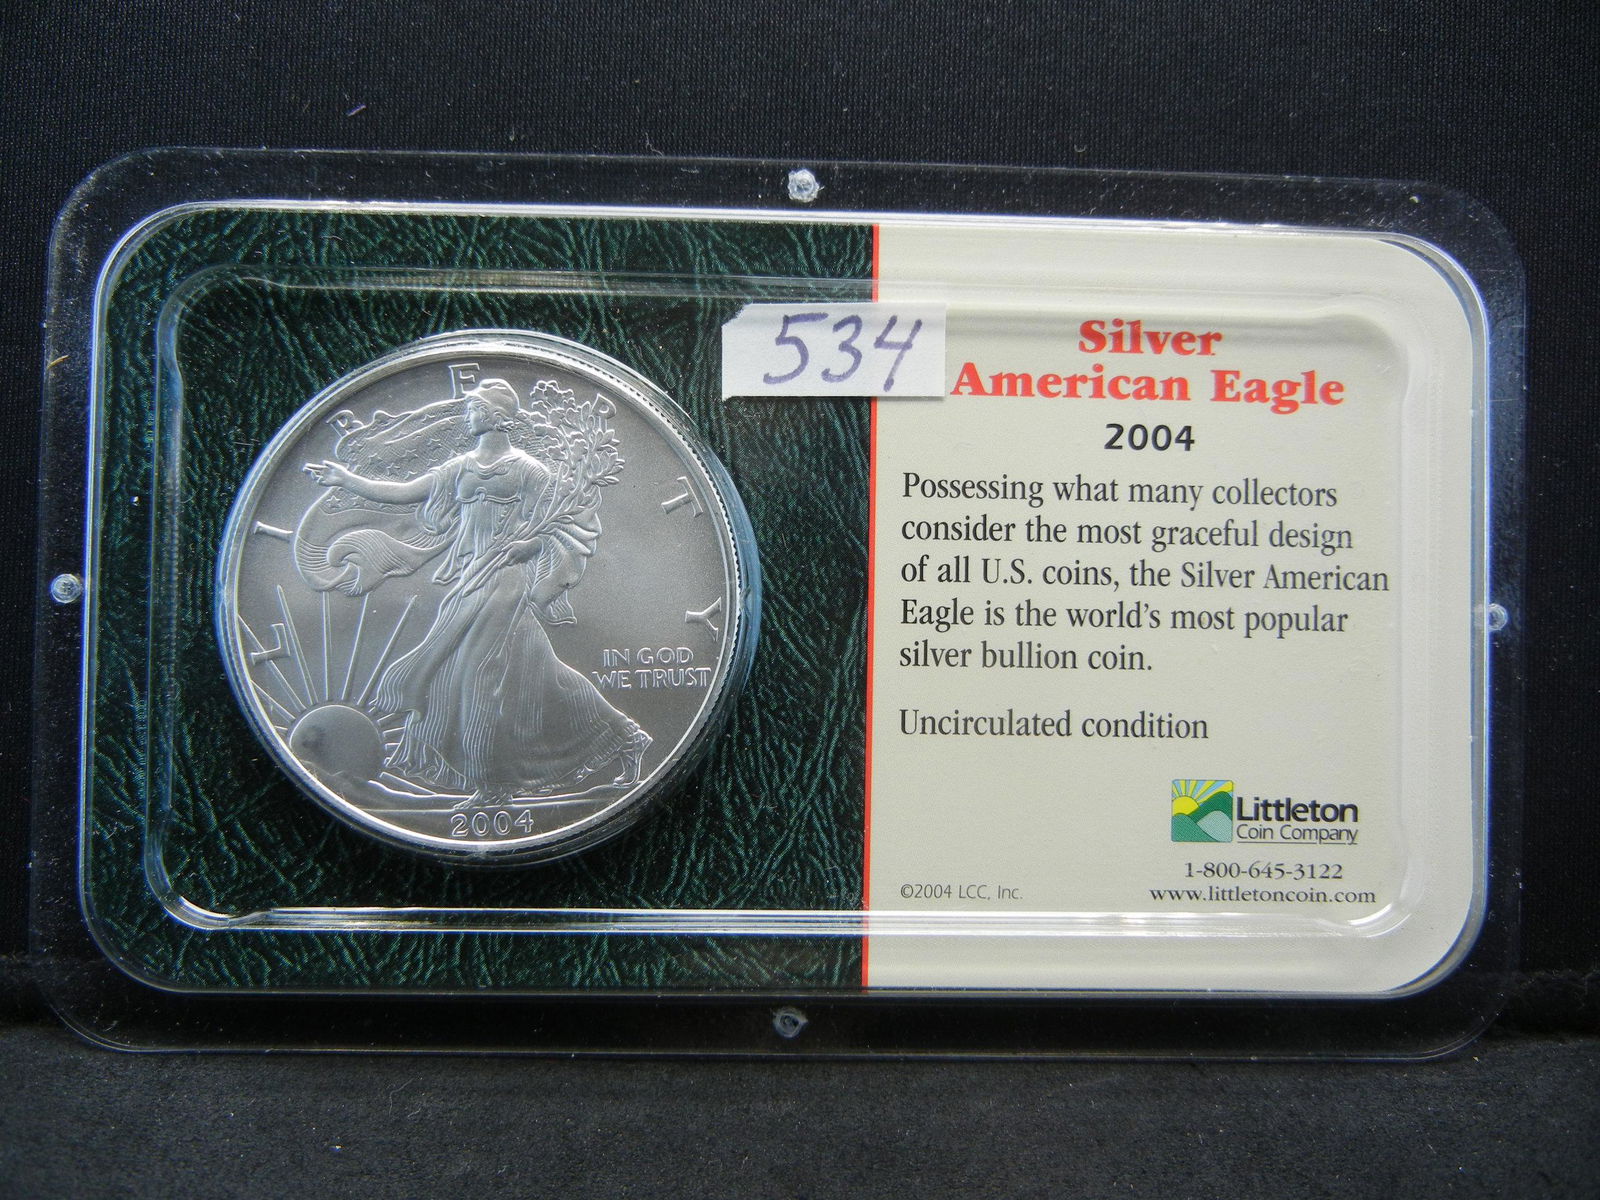 LIBERTY
IN GOD
WE TRUST
2004
534
Silver
American Eagle
2004
Possessing what many collectors
consider the most graceful design
of all U.S. coins, the Silver American
Eagle is the world's most popular
silver bullion coin.
Uncirculated condition
Littleton
Coin Company
1-800-645-3122
©2004 LCC, Inc.
www.littletoncoin.com